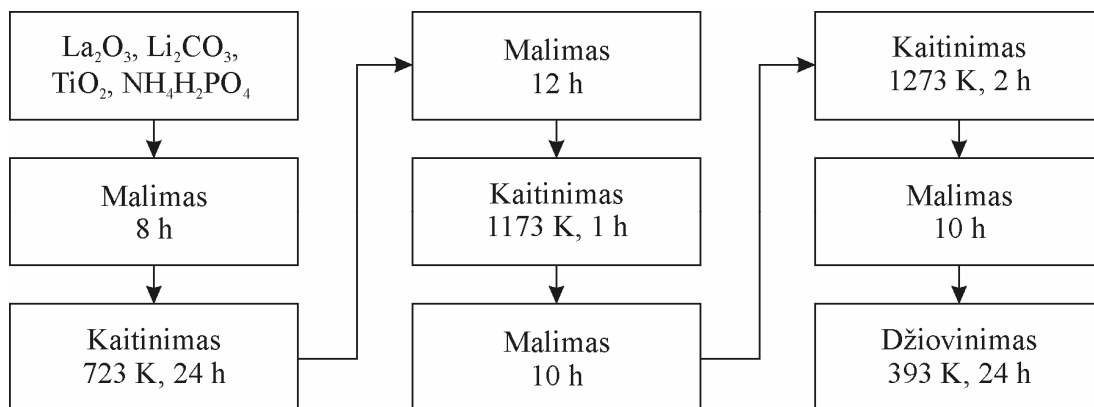 La₂O₃, Li₂CO₃,
TiO₂, NH₄H₂PO₄
Malimas
8 h
Kaitinimas
723 K, 24 h
Malimas
12 h
Kaitinimas
1173 K, 1 h
Malimas
10 h
Kaitinimas
1273 K, 2 h
Malimas
10 h
Džiovinimas
393 K, 24 h